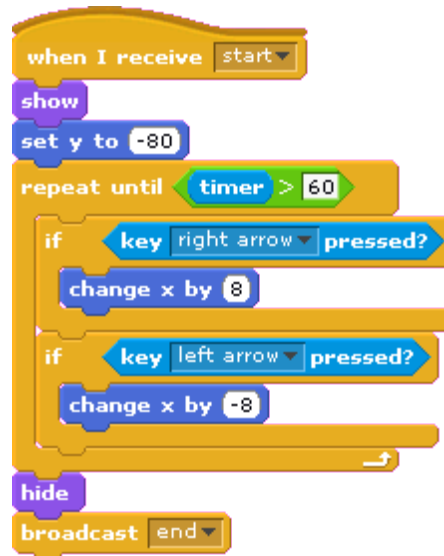 when I receive start
show
set y to -80
repeat until timer > 60
if key right arrow pressed?
change x by 8
if key left arrow pressed?
change x by -8
hide
broadcast end